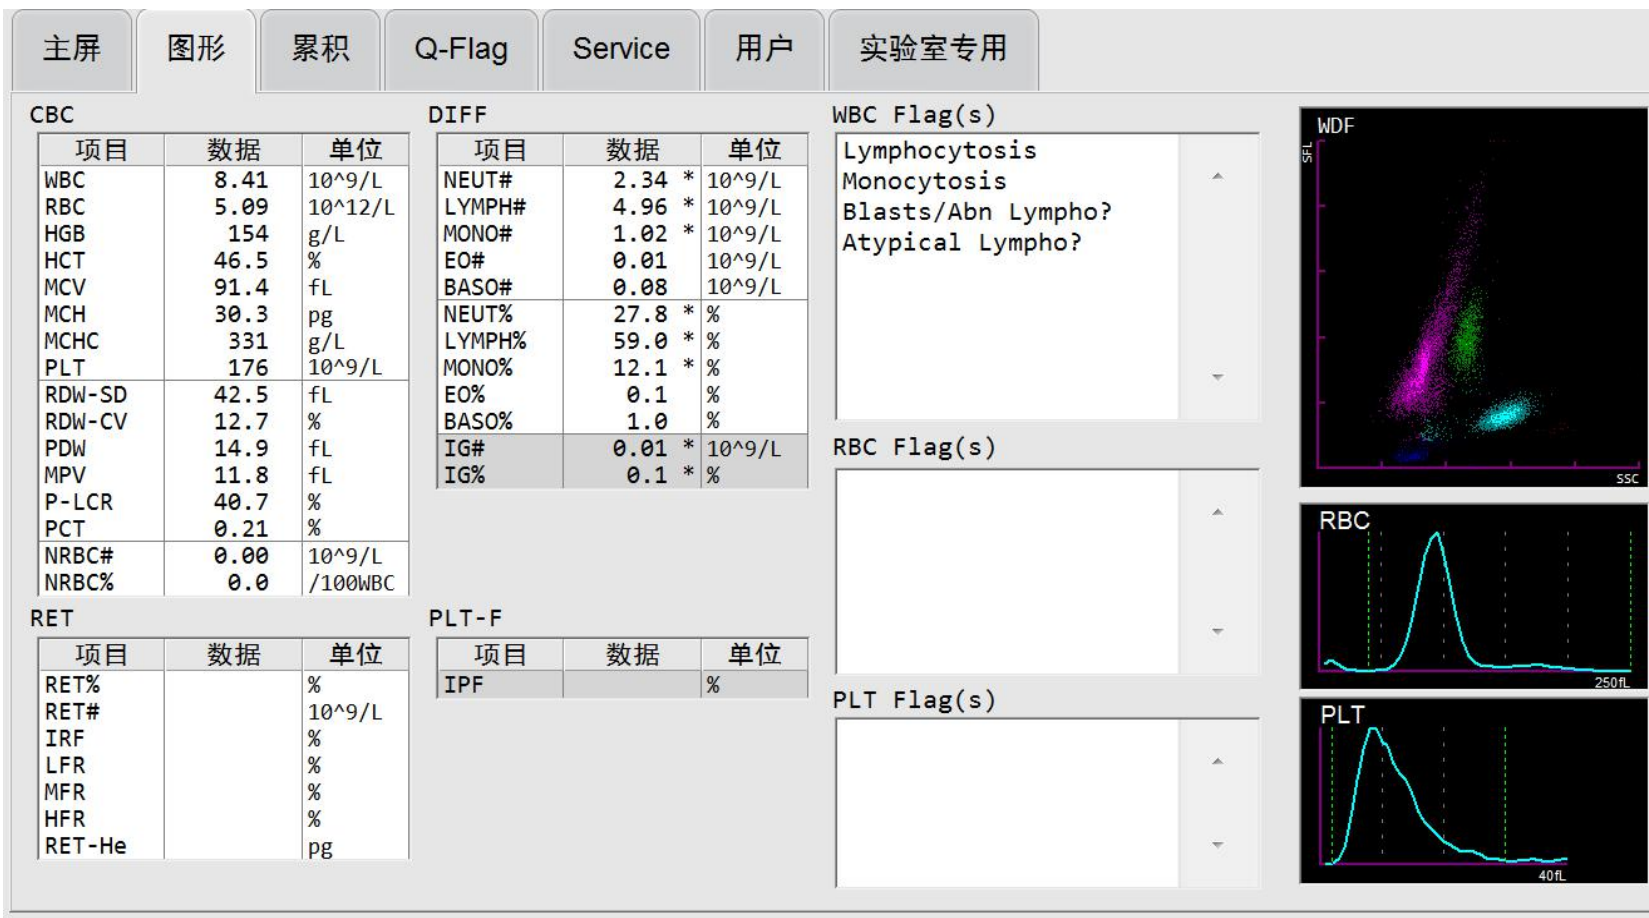 主屏 图形 累积 Q-Flag Service 用户 实验室专用
CBC
项目 数据 单位
WBC 8.41 10^9/L
RBC 5.09 10^12/L
HGB 154 g/L
HCT 46.5 %
MCV 91.4 fL
MCH 30.3 pg
MCHC 331 g/L
PLT 176 10^9/L
RDW-SD 42.5 fL
RDW-CV 12.7 %
PDW 14.9 fL
MPV 11.8 fL
P-LCR 40.7 %
PCT 0.21 %
NRBC# 0.00 10^9/L
NRBC% 0.0 /100WBC
RET
项目 数据 单位
RET% %
RET# 10^9/L
IRF %
LFR %
MFR %
HFR %
RET-He pg
DIFF
项目 数据 单位
NEUT# 2.34 * 10^9/L
LYMPH# 4.96 * 10^9/L
MONO# 1.02 * 10^9/L
EO# 0.01 10^9/L
BASO# 0.08 10^9/L
NEUT% 27.8 * %
LYMPH% 59.0 * %
MONO% 12.1 * %
EO% 0.1 %
BASO% 1.0 %
IG# 0.01 * 10^9/L
IG% 0.1 * %
PLT-F
项目 数据 单位
IPF %
WBC Flag(s)
Lymphocytosis
Monocytosis
Blasts/Abn Lympho?
Atypical Lympho?
RBC Flag(s)
PLT Flag(s)
WDF
SFL
SSC
RBC
250fL
PLT
40fL